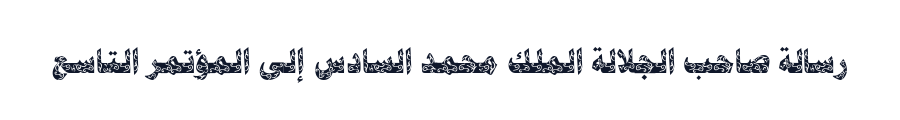 رسالة صاحب الجلالة الملك محمد السادس إلى المؤتمر التاسع